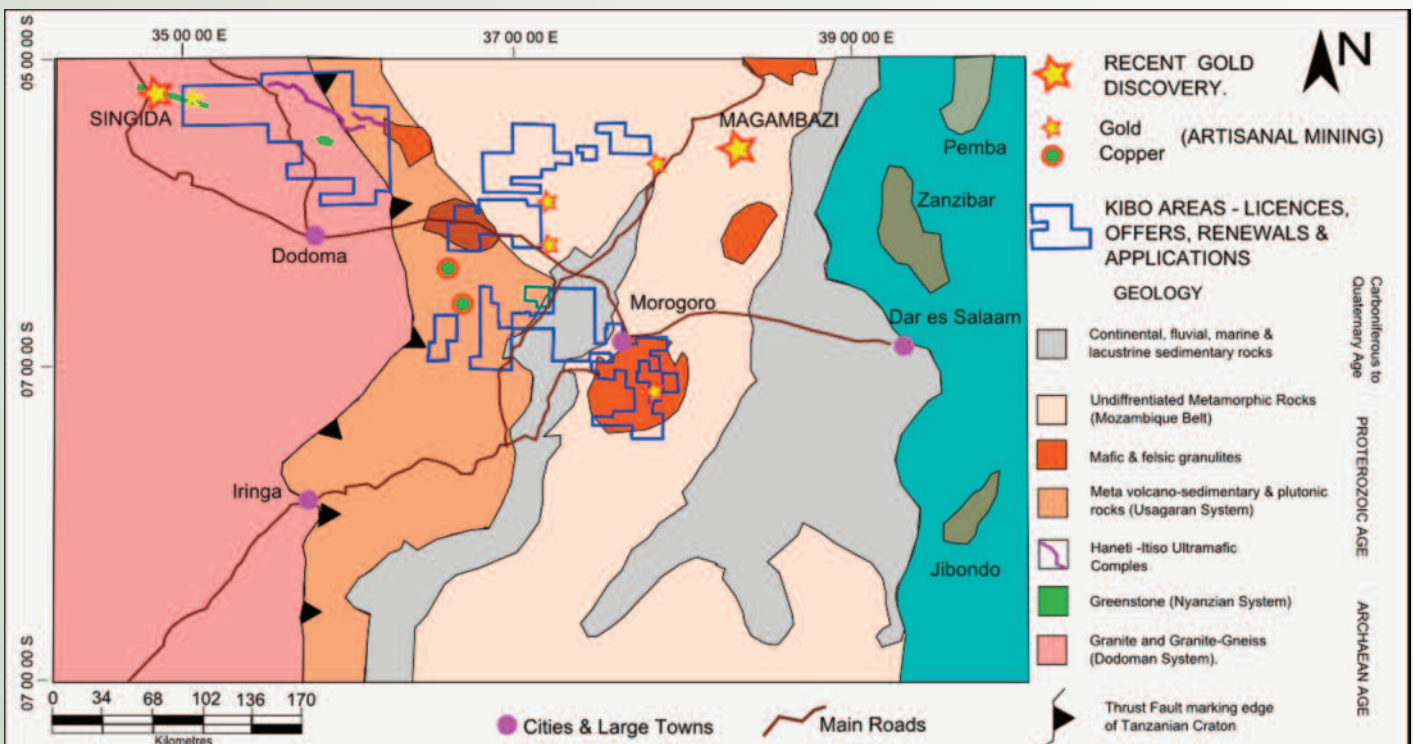 35 00 00 E
37 00 00 E
39 00 00 E
05 00 00 S
07 00 00 S
07 00 00 S
SINGIDA
MAGAMBAZI
Pemba
Zanzibar
Dodoma
Morogoro
Dar es Salaam
Iringa
Jibondo
N
RECENT GOLD
DISCOVERY.
Gold
Copper
(ARTISANAL MINING)
KIBO AREAS - LICENCES,
OFFERS, RENEWALS &
APPLICATIONS
GEOLOGY
Continental, fluvial, marine &
lacustrine sedimentary rocks
Undiffrentiated Metamorphic Rocks
(Mozambique Belt)
Mafic & felsic granulites
Meta volcano-sedimentary & plutonic
rocks (Usagaran System)
Haneti -Itiso Ultramafic
Comples
Greenstone (Nyanzian System)
Granite and Granite-Gneiss
(Dodoman System).
Thrust Fault marking edge
of Tanzanian Craton
Carboniferous to
Quaternary Age
PROTEROZOIC AGE
ARCHAEAN AGE
0 34 68 102 136 170
Kilometres
Cities & Large Towns
Main Roads